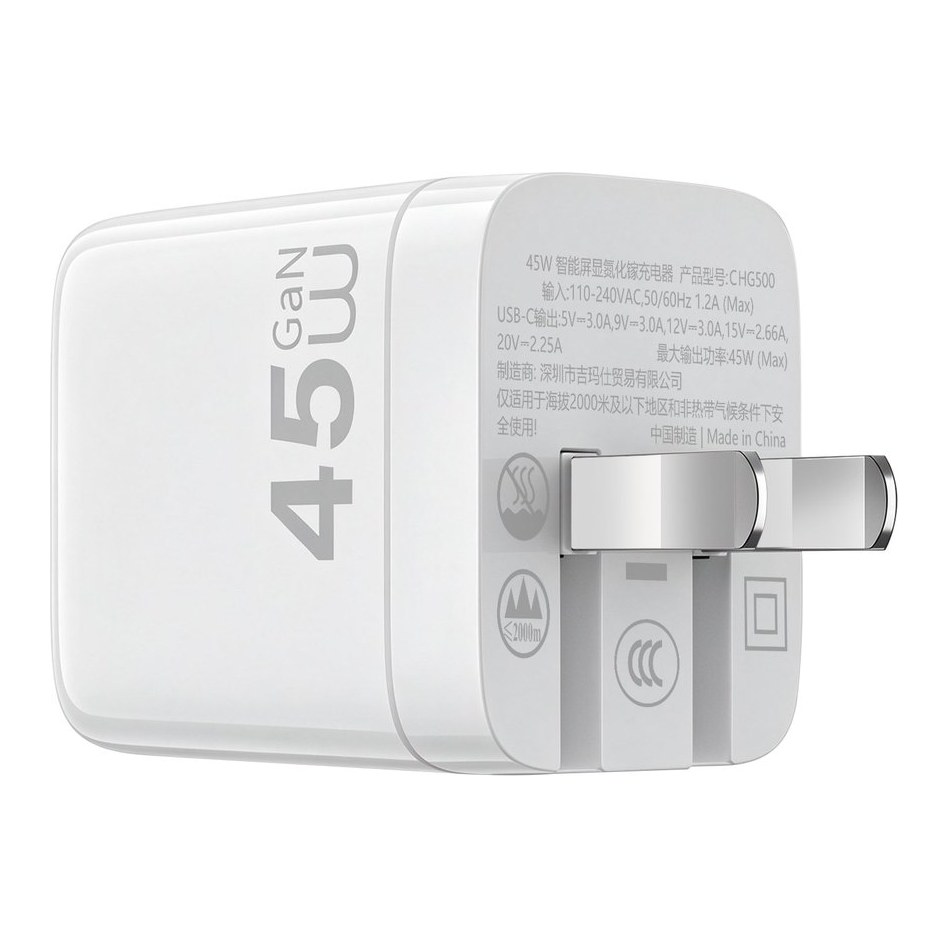 GaN
45W
45W 智能屏显氮化镓充电器 产品型号:CHG500
输入:110-240VAC,50/60Hz 1.2A (Max)
USB-C输出:5V⎓3.0A,9V⎓3.0A,12V⎓3.0A,15V⎓2.66A,
20V⎓2.25A 最大输出功率:45W (Max)
制造商: 深圳市吉玛仕贸易有限公司
仅适用于海拔2000米及以下地区和非热带气候条件下安
全使用!
中国制造 | Made in China
≤2000m
CCC